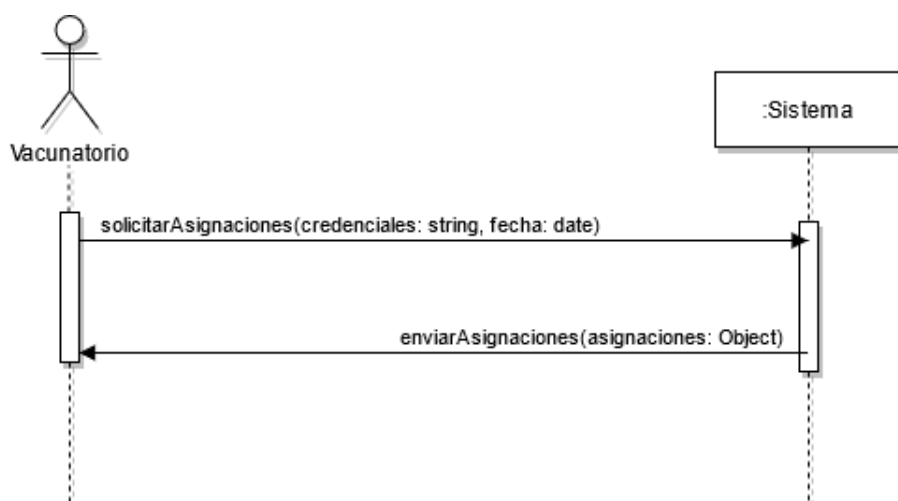 Vacunatorio
:Sistema
solicitarAsignaciones(credenciales: string, fecha: date)
enviarAsignaciones(asignaciones: Object)